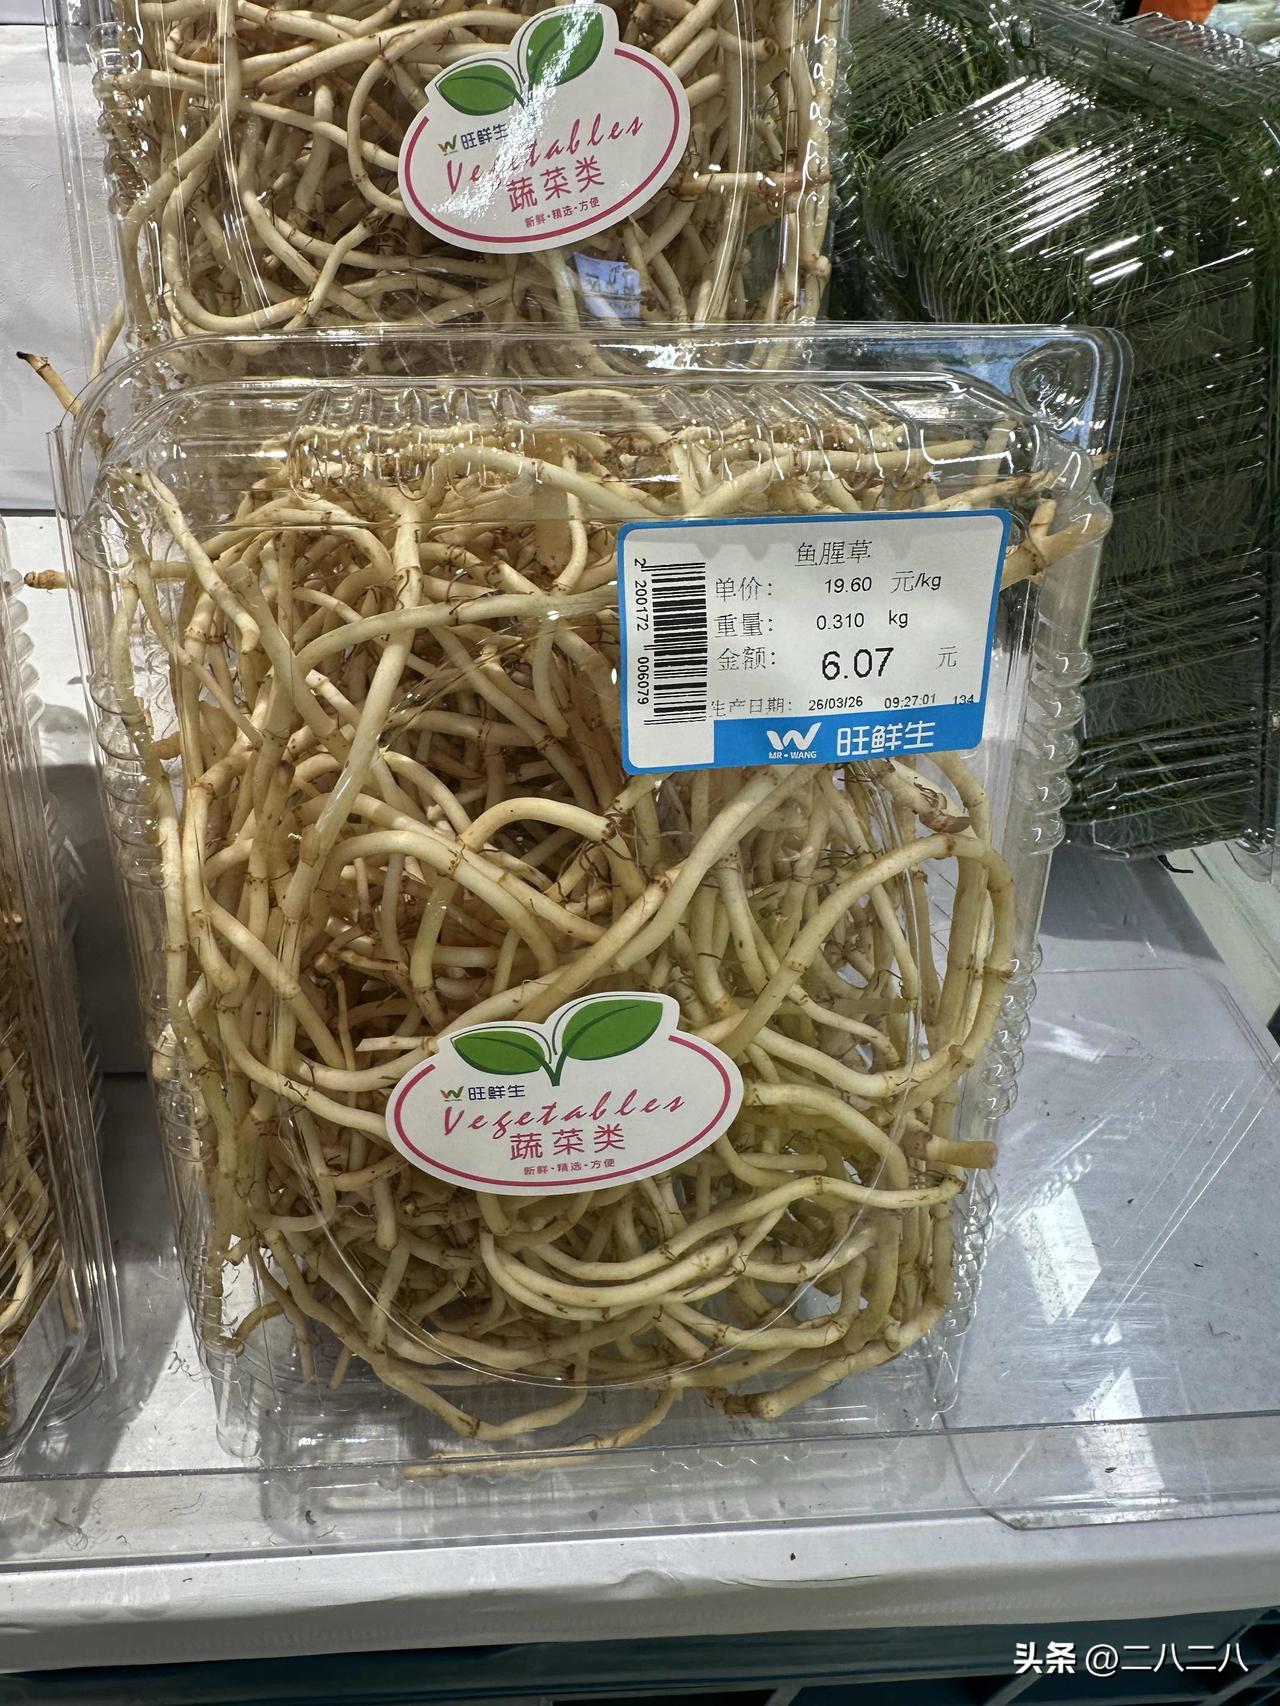 旺鲜生
Vegetables
蔬菜类
新鲜·精选·方便
鱼腥草
单价： 19.60 元/kg
重量： 0.310 kg
金额： 6.07 元
生产日期： 26/03/26 09:27:01 134
2 200172 006079
W
MR·WANG 旺鲜生
旺鲜生
Vegetables
蔬菜类
新鲜·精选·方便
头条 @二八二八